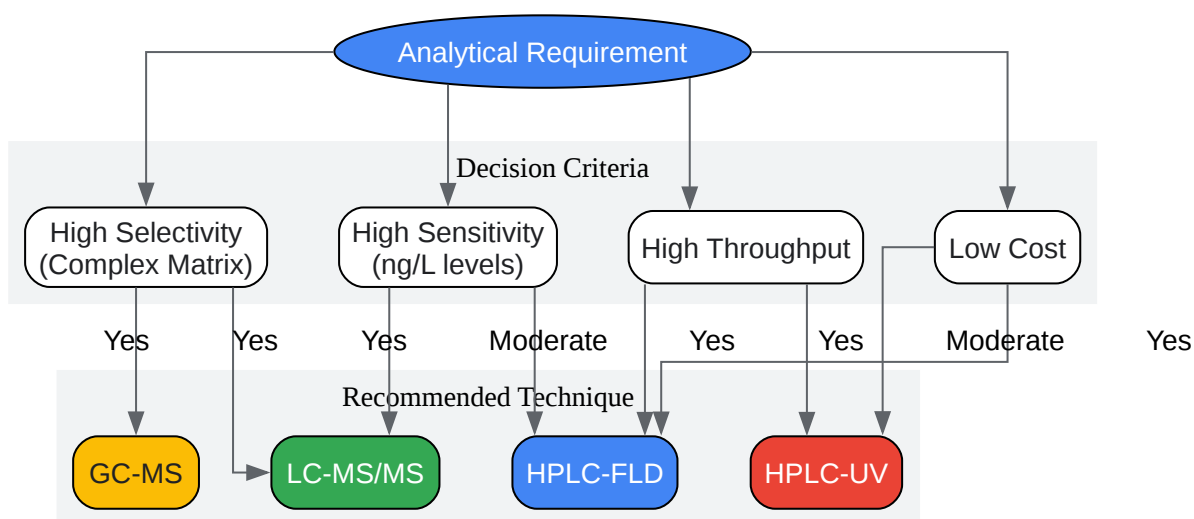 Analytical Requirement
Decision Criteria
High Selectivity
(Complex Matrix)
High Sensitivity
(ng/L levels)
High Throughput
Low Cost
Yes
Yes
Yes
Moderate
Yes
Yes
Moderate
Yes
Recommended Technique
GC-MS
LC-MS/MS
HPLC-FLD
HPLC-UV